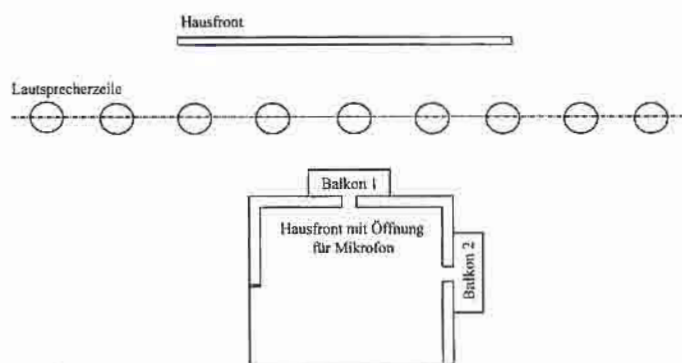 Hausfront
Lautsprecherzeile
Balkon 1
Hausfront mit Öffnung
für Mikrofon
Balkon 2